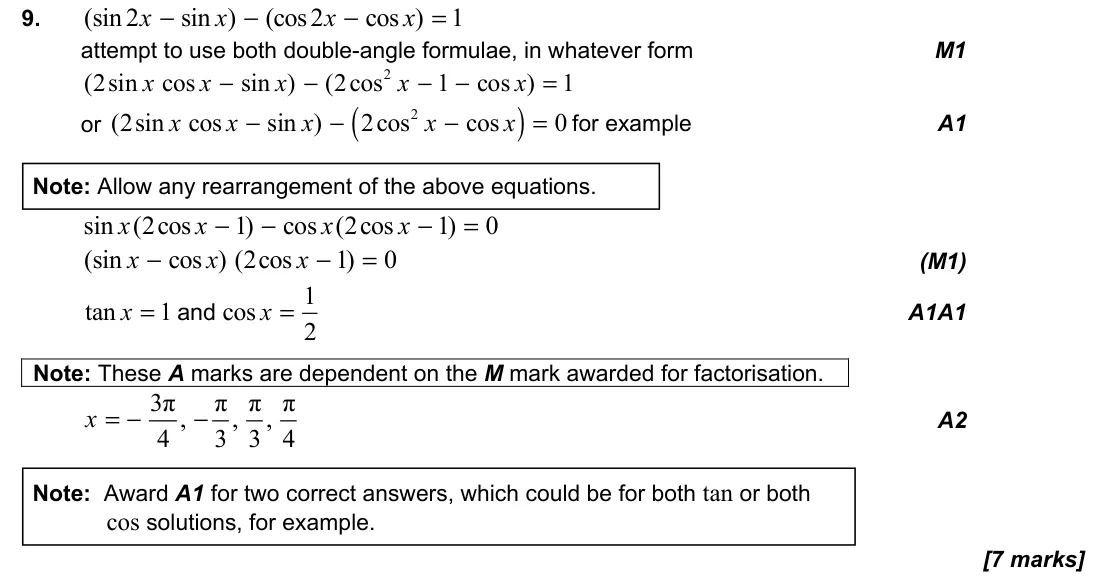 9. (sin 2x − sin x) − (cos 2x − cos x) = 1
attempt to use both double-angle formulae, in whatever form M1
(2 sin x cos x − sin x) − (2 cos² x − 1 − cos x) = 1
or (2 sin x cos x − sin x) − (2 cos² x − cos x) = 0 for example A1
Note: Allow any rearrangement of the above equations.
sin x(2 cos x − 1) − cos x(2 cos x − 1) = 0
(sin x − cos x) (2 cos x − 1) = 0 (M1)
tan x = 1 and cos x = 1/2 A1A1
Note: These A marks are dependent on the M mark awarded for factorisation.
x = −3π/4, −π/3, π/3, π/4 A2
Note: Award A1 for two correct answers, which could be for both tan or both
cos solutions, for example.
[7 marks]